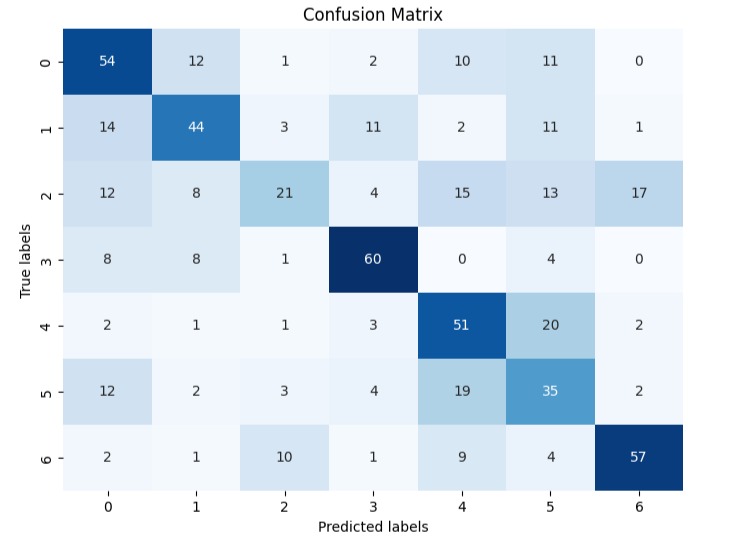 Confusion Matrix
True labels
0 54 12 1 2 10 11 0
1 14 44 3 11 2 11 1
2 12 8 21 4 15 13 17
3 8 8 1 60 0 4 0
4 2 1 1 3 51 20 2
5 12 2 3 4 19 35 2
6 2 1 10 1 9 4 57
0 1 2 3 4 5 6
Predicted labels